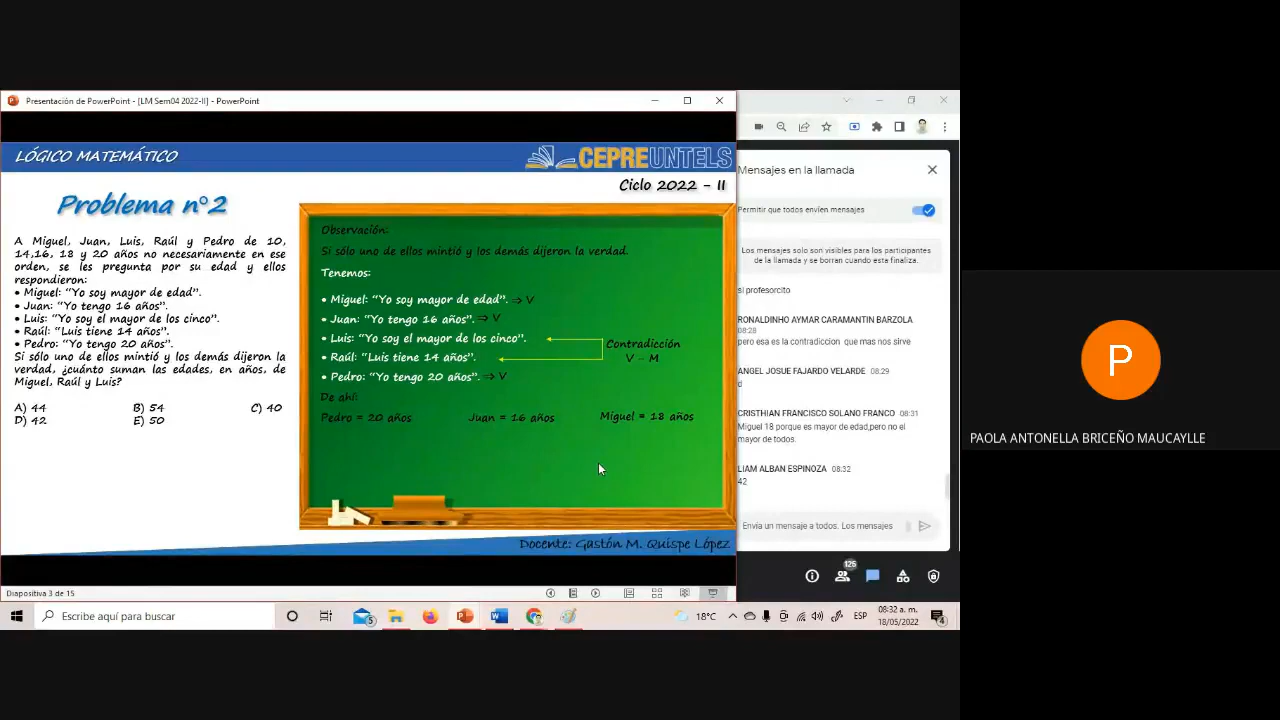 Presentación de PowerPoint - [LM Sem04 2022-II] - PowerPoint
LÓGICO MATEMÁTICO
CEPREUNTELS
Ciclo 2022 - II
Problema n°2
A Miguel, Juan, Luis, Raúl y Pedro de 10,
14,16, 18 y 20 años no necesariamente en ese
orden, se les pregunta por su edad y ellos
respondieron:
• Miguel: "Yo soy mayor de edad".
• Juan: "Yo tengo 16 años".
• Luis: "Yo soy el mayor de los cinco".
• Raúl: "Luis tiene 14 años".
• Pedro: "Yo tengo 20 años".
Si sólo uno de ellos mintió y los demás dijeron la
verdad, ¿cuánto suman las edades, en años, de
Miguel, Raúl y Luis?
A) 44 B) 54 C) 40
D) 42 E) 50
Observación:
Si sólo uno de ellos mintió y los demás dijeron la verdad.
Tenemos:
• Miguel: "Yo soy mayor de edad". ⇒ V
• Juan: "Yo tengo 16 años". ⇒ V
• Luis: "Yo soy el mayor de los cinco".
• Raúl: "Luis tiene 14 años".
Contradicción
V - M
• Pedro: "Yo tengo 20 años". ⇒ V
De ahí:
Pedro = 20 años Juan = 16 años Miguel = 18 años
Docente: Gastón M. Quispe López
Diapositiva 3 de 15
Mensajes en la llamada
Permitir que todos envíen mensajes
Los mensajes solo son visibles para los participantes
de la llamada y se borran cuando esta finaliza.
si profesorcito
RONALDINHO AYMAR CARAMANTIN BARZOLA
08:28
pero esa es la contradiccion que mas nos sirve
ANGEL JOSUE FAJARDO VELARDE 08:29
d
CRISTHIAN FRANCISCO SOLANO FRANCO 08:31
Miguel 18 porque es mayor de edad,pero no el
mayor de todos.
LIAM ALBAN ESPINOZA 08:32
42
Envía un mensaje a todos. Los mensajes
125
Escribe aquí para buscar
5
18°C
ESP
08:32 a. m.
18/05/2022
4
P
PAOLA ANTONELLA BRICEÑO MAUCAYLLE